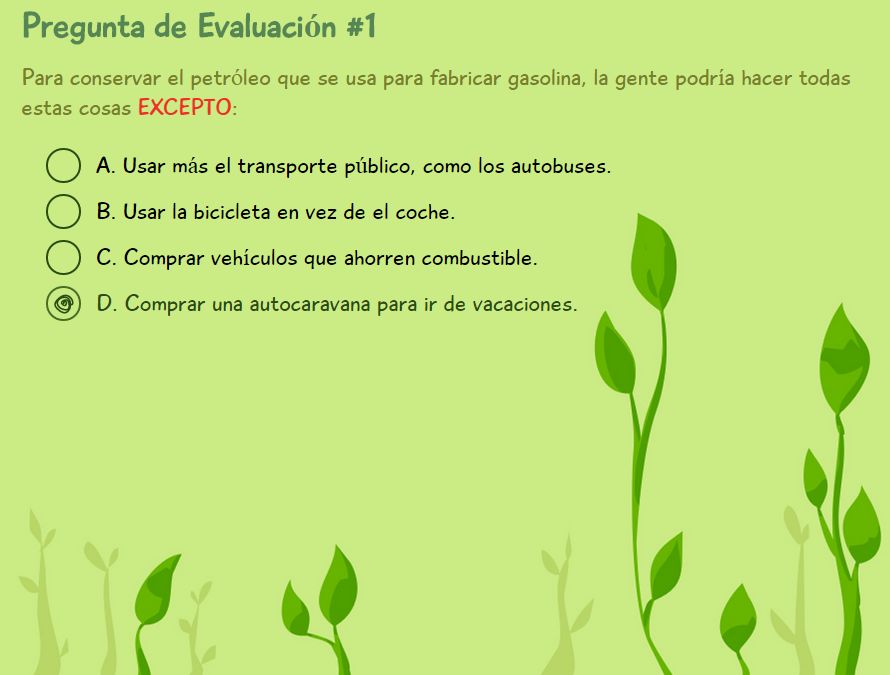 Pregunta de Evaluación #1
Para conservar el petróleo que se usa para fabricar gasolina, la gente podría hacer todas
estas cosas EXCEPTO:
A. Usar más el transporte público, como los autobuses.
B. Usar la bicicleta en vez de el coche.
C. Comprar vehículos que ahorren combustible.
D. Comprar una autocaravana para ir de vacaciones.